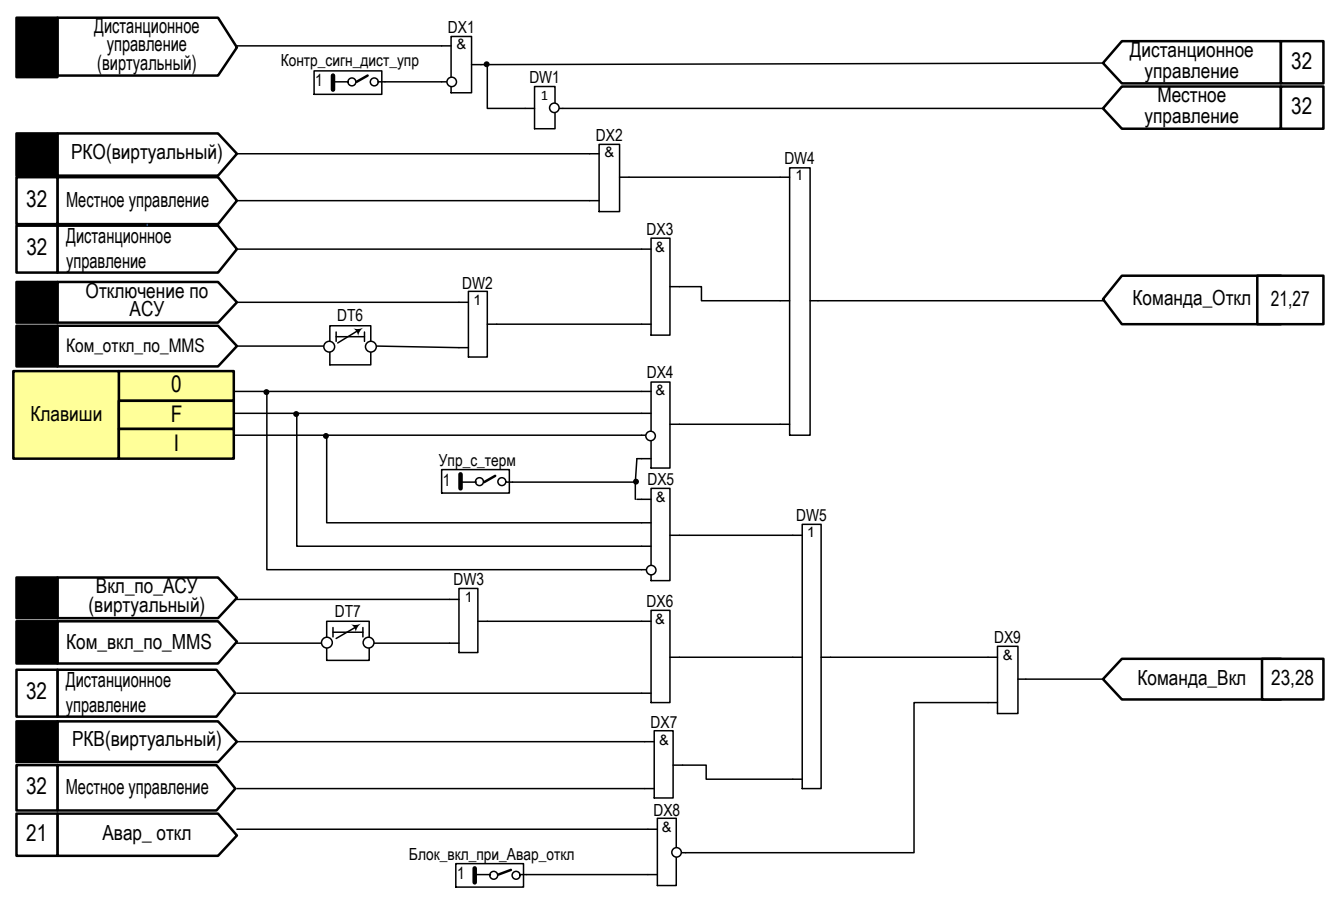 Дистанционное
управление
(виртуальный)
DX1
&
Контр_сигн_дист_упр
1
DW1
1
Дистанционное
управление
32
Местное
управление
32
РКО(виртуальный)
32
Местное управление
DX2
&
DW4
1
32
Дистанционное
управление
DX3
&
Отключение по
АСУ
DW2
1
Ком_откл_по_MMS
DT6
Команда_Откл
21,27
Клавиши
0
F
I
DX4
&
Упр_с_терм
1
DX5
&
DW5
1
Вкл_по_АСУ
(виртуальный)
DW3
1
Ком_вкл_по_MMS
DT7
DX6
&
32
Дистанционное
управление
DX9
&
Команда_Вкл
23,28
РКВ(виртуальный)
DX7
&
32
Местное управление
21
Авар_ откл
DX8
&
Блок_вкл_при_Авар_откл
1